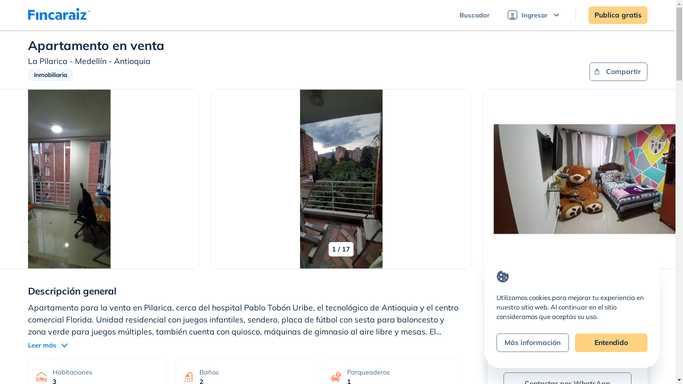 Fincaraiz
Buscador
Ingresar
Publica gratis
Apartamento en venta
La Pilarica - Medellín - Antioquia
Inmobiliaria
Compartir
1 / 17
Descripción general
Apartamento para la venta en Pilarica, cerca del hospital Pablo Tobón Uribe, el tecnológico de Antioquia y el centro
comercial Florida. Unidad residencial con juegos infantiles, sendero, placa de fútbol con sesta para baloncesto y
zona verde para juegos múltiples, también cuenta con quiosco, máquinas de gimnasio al aire libre y mesas. El...
Leer más
Habitaciones
3
Baños
2
Parqueaderos
1
Utilizamos cookies para mejorar tu experiencia en
nuestro sitio web. Al continuar en el sitio
consideramos que aceptas su uso.
Más información
Entendido
Contactar por WhatsApp